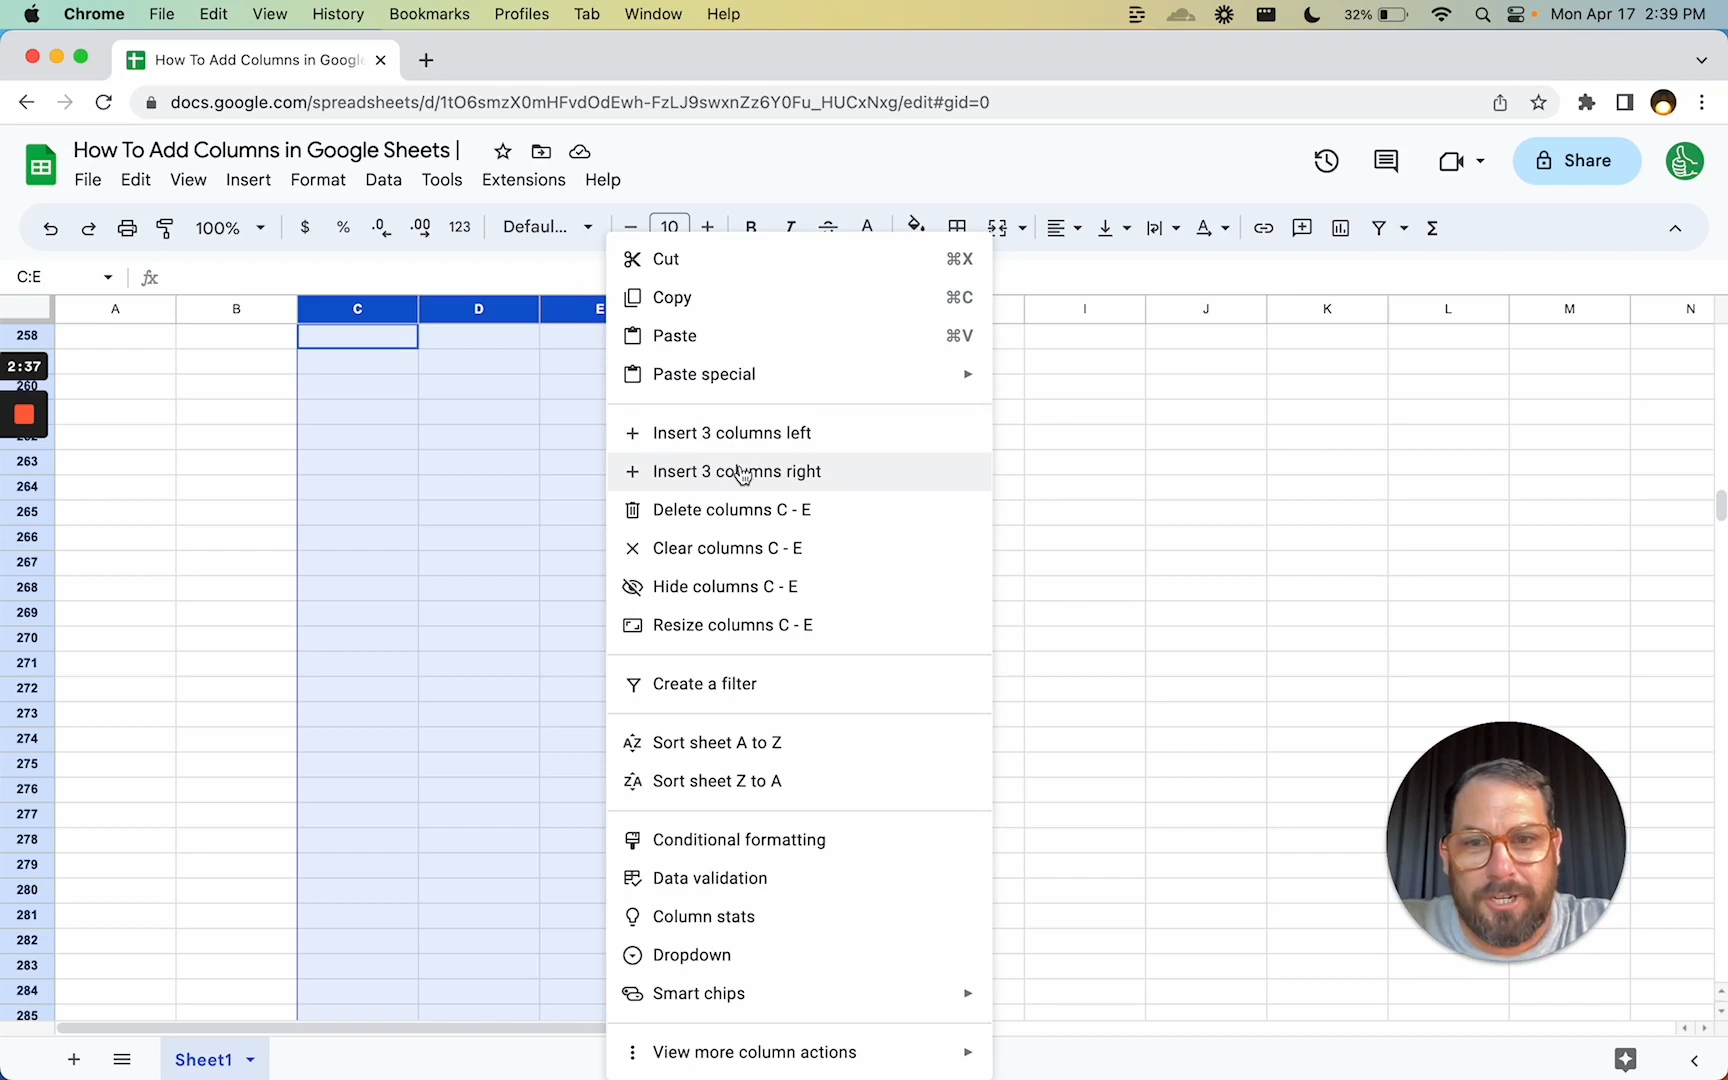 Chrome File Edit View History Bookmarks Profiles Tab Window Help 32% Mon Apr 17 2:39 PM
How To Add Columns in Googl
docs.google.com/spreadsheets/d/1tO6smzX0mHFvdOdEwh-FzLJ9swxnZz6Y0Fu_HUCxNxg/edit#gid=0
How To Add Columns in Google Sheets |
Share
File Edit View Insert Format Data Tools Extensions Help
100% $ % .0 .00 123 Defaul... 10 B I A A Σ
C:E fx
A B C D E I J K L M N
258
2:37
260
263
264
265
266
267
268
269
270
271
272
273
274
275
276
277
278
279
280
281
282
283
284
285
Cut ⌘X
Copy ⌘C
Paste ⌘V
Paste special
Insert 3 columns left
Insert 3 columns right
Delete columns C - E
Clear columns C - E
Hide columns C - E
Resize columns C - E
Create a filter
Sort sheet A to Z
Sort sheet Z to A
Conditional formatting
Data validation
Column stats
Dropdown
Smart chips
View more column actions
Sheet1